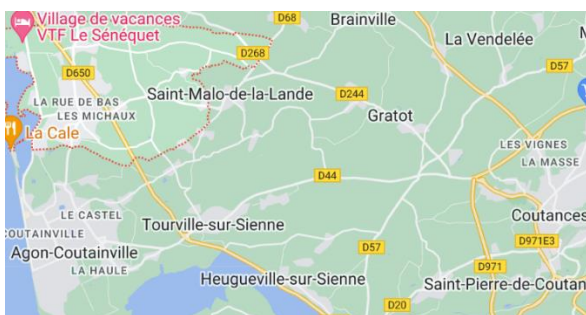 Village de vacances
VTF Le Sénéquet
D68
Brainville
La Vendelée
D268
D57
D650
LA RUE DE BAS
LES MICHAUX
Saint-Malo-de-la-Lande
D244
Gratot
La Cale
LES VIGNES
LA MASSE
D44
LE CASTEL
COUTAINVILLE
Tourville-sur-Sienne
Coutances
Agon-Coutainville
D57
D971E3
LA HAULE
D971
Heugueville-sur-Sienne
Saint-Pierre-de-Coutan
D20